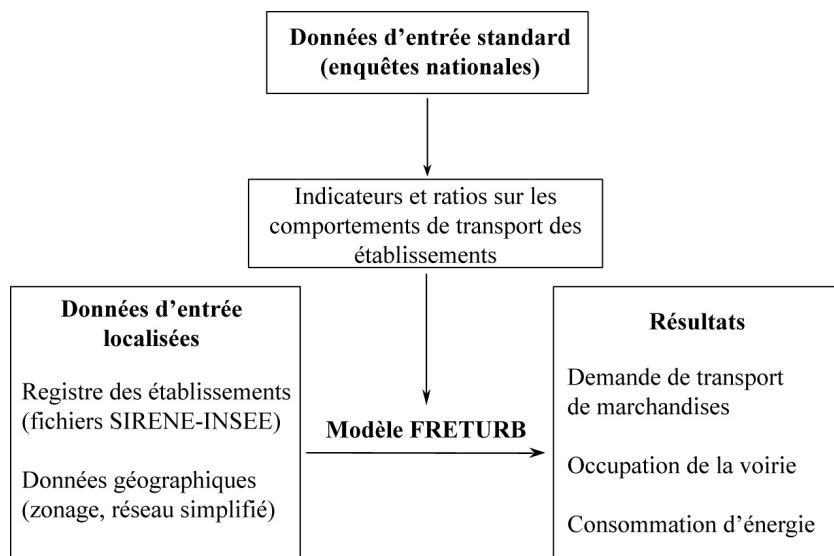 Données d’entrée standard
(enquêtes nationales)
Indicateurs et ratios sur les
comportements de transport des
établissements
Données d’entrée
localisées
Registre des établissements
(fichiers SIRENE-INSEE)
Données géographiques
(zonage, réseau simplifié)
Modèle FRETURB
Résultats
Demande de transport
de marchandises
Occupation de la voirie
Consommation d’énergie